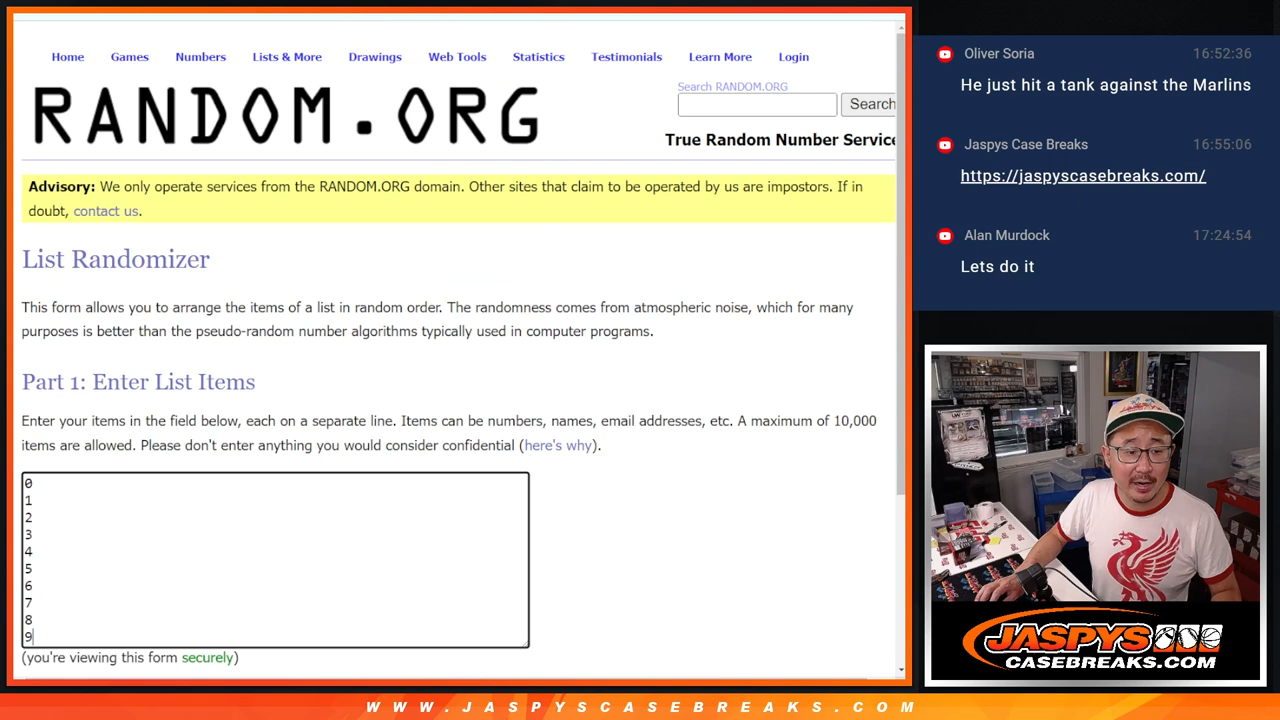 Home Games Numbers Lists & More Drawings Web Tools Statistics Testimonials Learn More Login
RANDOM.ORG
Search RANDOM.ORG
Search
True Random Number Service
Advisory: We only operate services from the RANDOM.ORG domain. Other sites that claim to be operated by us are impostors. If in
doubt, contact us.
List Randomizer
This form allows you to arrange the items of a list in random order. The randomness comes from atmospheric noise, which for many
purposes is better than the pseudo-random number algorithms typically used in computer programs.
Part 1: Enter List Items
Enter your items in the field below, each on a separate line. Items can be numbers, names, email addresses, etc. A maximum of 10,000
items are allowed. Please don't enter anything you would consider confidential (here's why).
0
1
2
3
4
5
6
7
8
9
(you're viewing this form securely)
Oliver Soria 16:52:36
He just hit a tank against the Marlins
Jaspys Case Breaks 16:55:06
https://jaspyscasebreaks.com/
Alan Murdock 17:24:54
Lets do it
JASPYS
CASEBREAKS.COM
WWW.JASPYSCASEBREAKS.COM